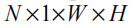 N × 1 × W × H